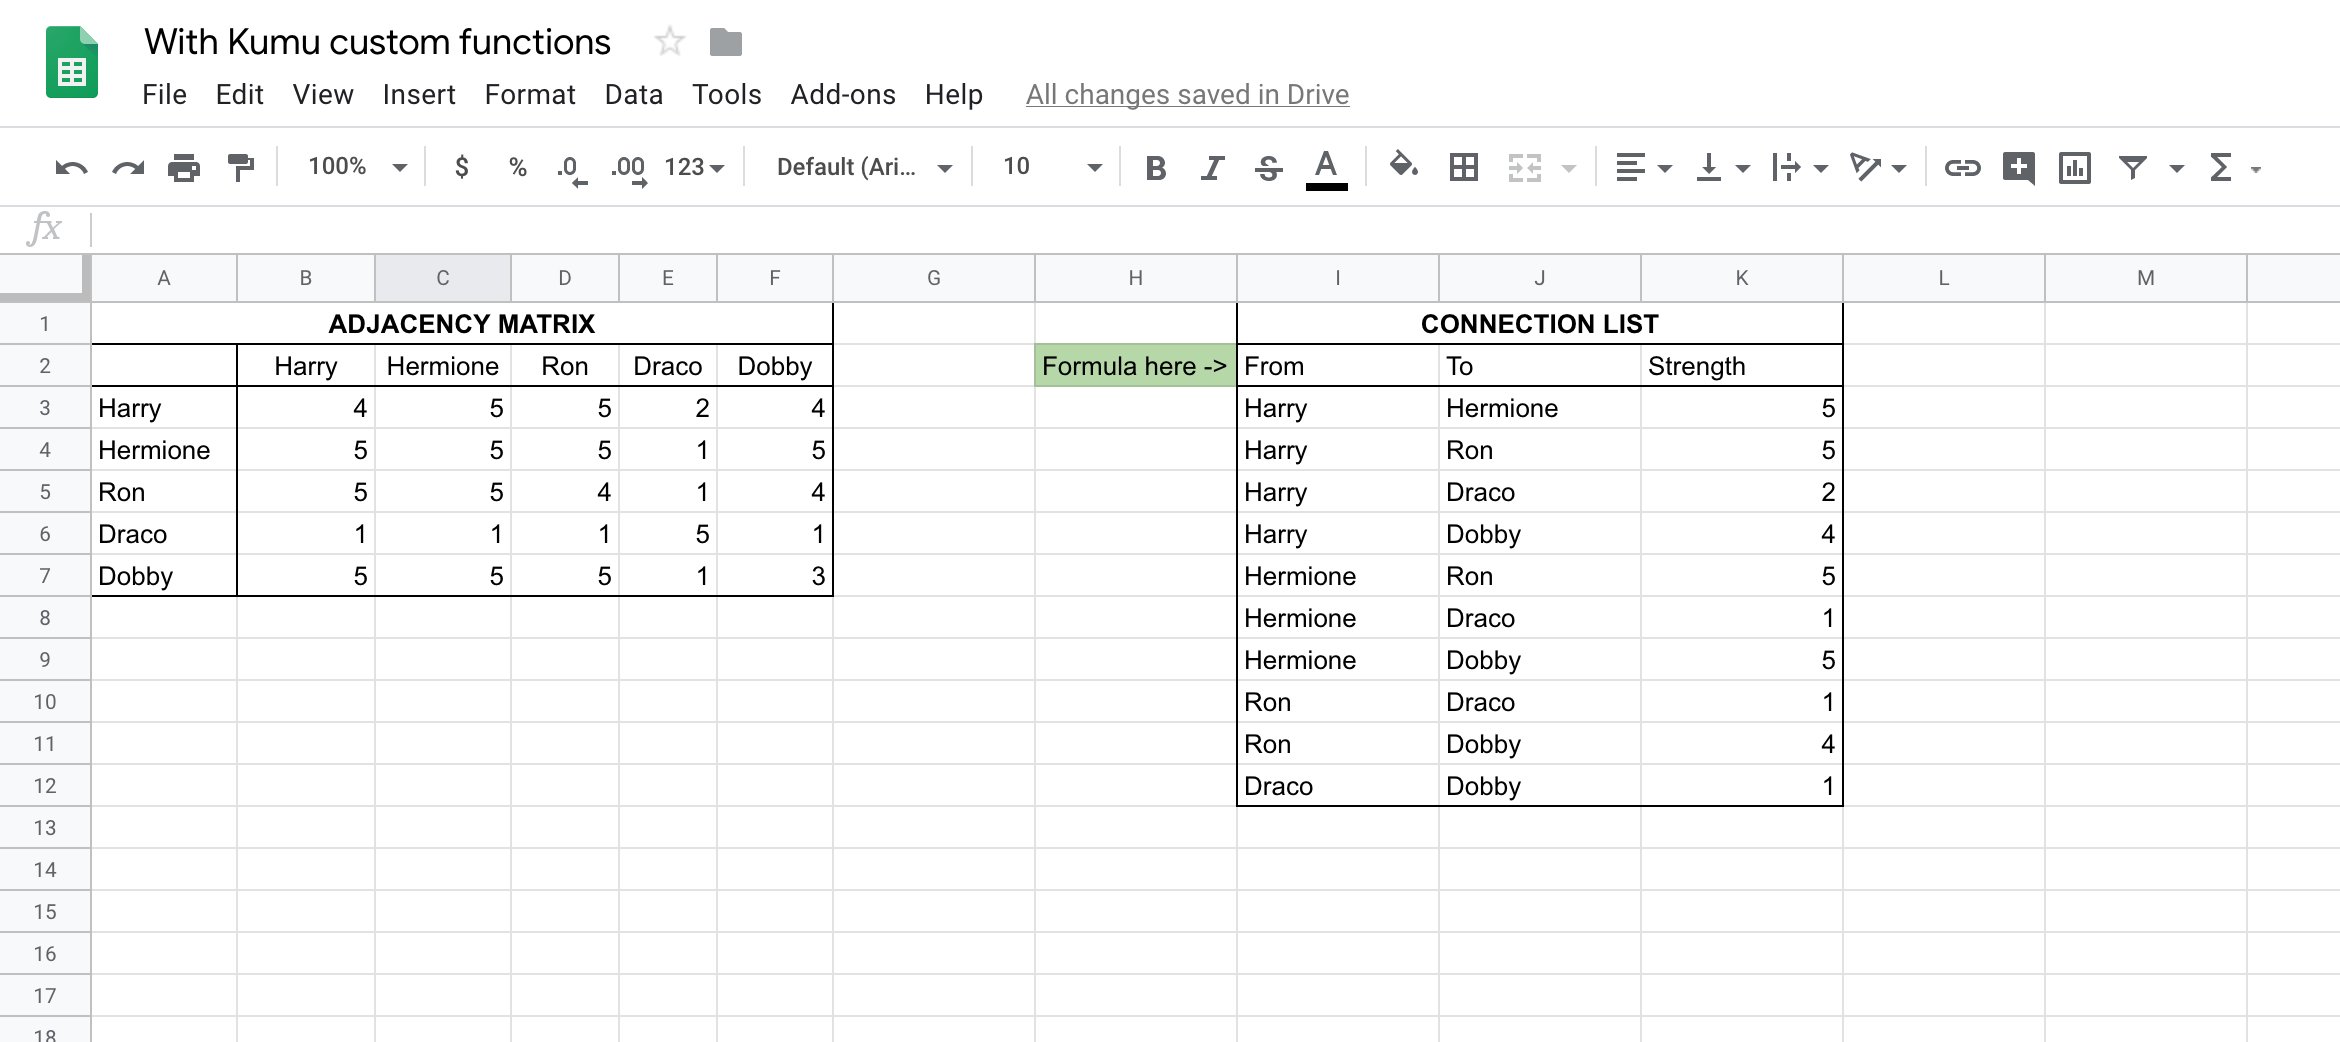 With Kumu custom functions
File Edit View Insert Format Data Tools Add-ons Help All changes saved in Drive
100% $ % .0 .00 123 Default (Ari... 10 B I S A Σ
fx
A B C D E F G H I J K L M
1 ADJACENCY MATRIX CONNECTION LIST
2 Harry Hermione Ron Draco Dobby Formula here -> From To Strength
3 Harry 4 5 5 2 4 Harry Hermione 5
4 Hermione 5 5 5 1 5 Harry Ron 5
5 Ron 5 5 4 1 4 Harry Draco 2
6 Draco 1 1 1 5 1 Harry Dobby 4
7 Dobby 5 5 5 1 3 Hermione Ron 5
8 Hermione Draco 1
9 Hermione Dobby 5
10 Ron Draco 1
11 Ron Dobby 4
12 Draco Dobby 1
13
14
15
16
17
18